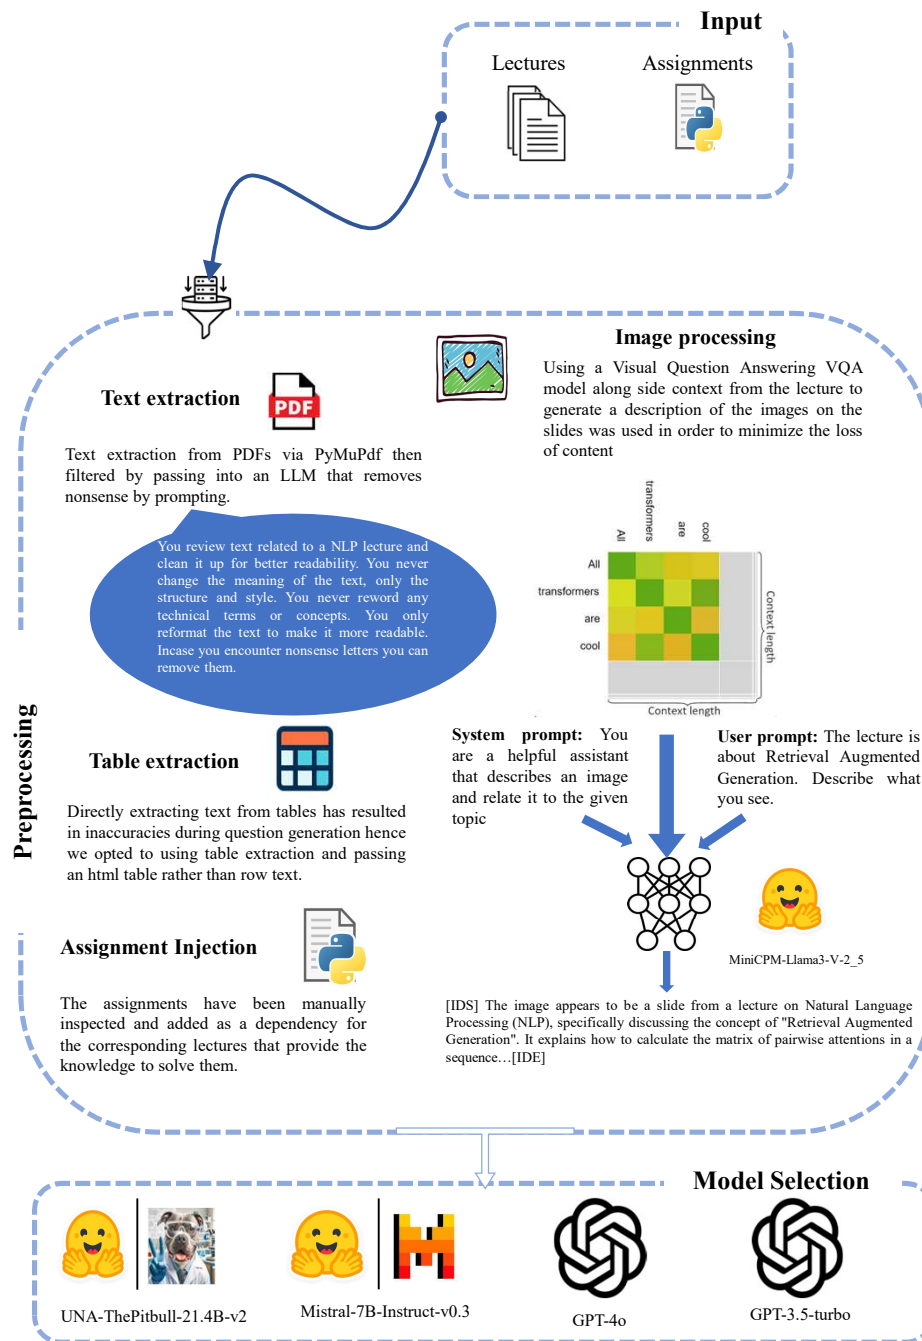 Input
Lectures
Assignments
Preprocessing
Text extraction
PDF
Text extraction from PDFs via PyMuPdf then
filtered by passing into an LLM that removes
nonsense by prompting.
You review text related to a NLP lecture and
clean it up for better readability. You never
change the meaning of the text, only the
structure and style. You never reword any
technical terms or concepts. You only
reformat the text to make it more readable.
Incase you encounter nonsense letters you can
remove them.
Table extraction
Directly extracting text from tables has resulted
in inaccuracies during question generation hence
we opted to using table extraction and passing
an html table rather than row text.
Assignment Injection
The assignments have been manually
inspected and added as a dependency for
the corresponding lectures that provide the
knowledge to solve them.
Image processing
Using a Visual Question Answering VQA
model along side context from the lecture to
generate a description of the images on the
slides was used in order to minimize the loss
of content
All
transformers
are
cool
All
transformers
are
cool
Context length
Context length
System prompt: You
are a helpful assistant
that describes an image
and relate it to the given
topic
User prompt: The lecture is
about Retrieval Augmented
Generation. Describe what
you see.
MiniCPM-Llama3-V-2_5
[IDS] The image appears to be a slide from a lecture on Natural Language
Processing (NLP), specifically discussing the concept of "Retrieval Augmented
Generation". It explains how to calculate the matrix of pairwise attentions in a
sequence…[IDE]
Model Selection
UNA-ThePitbull-21.4B-v2
Mistral-7B-Instruct-v0.3
GPT-4o
GPT-3.5-turbo